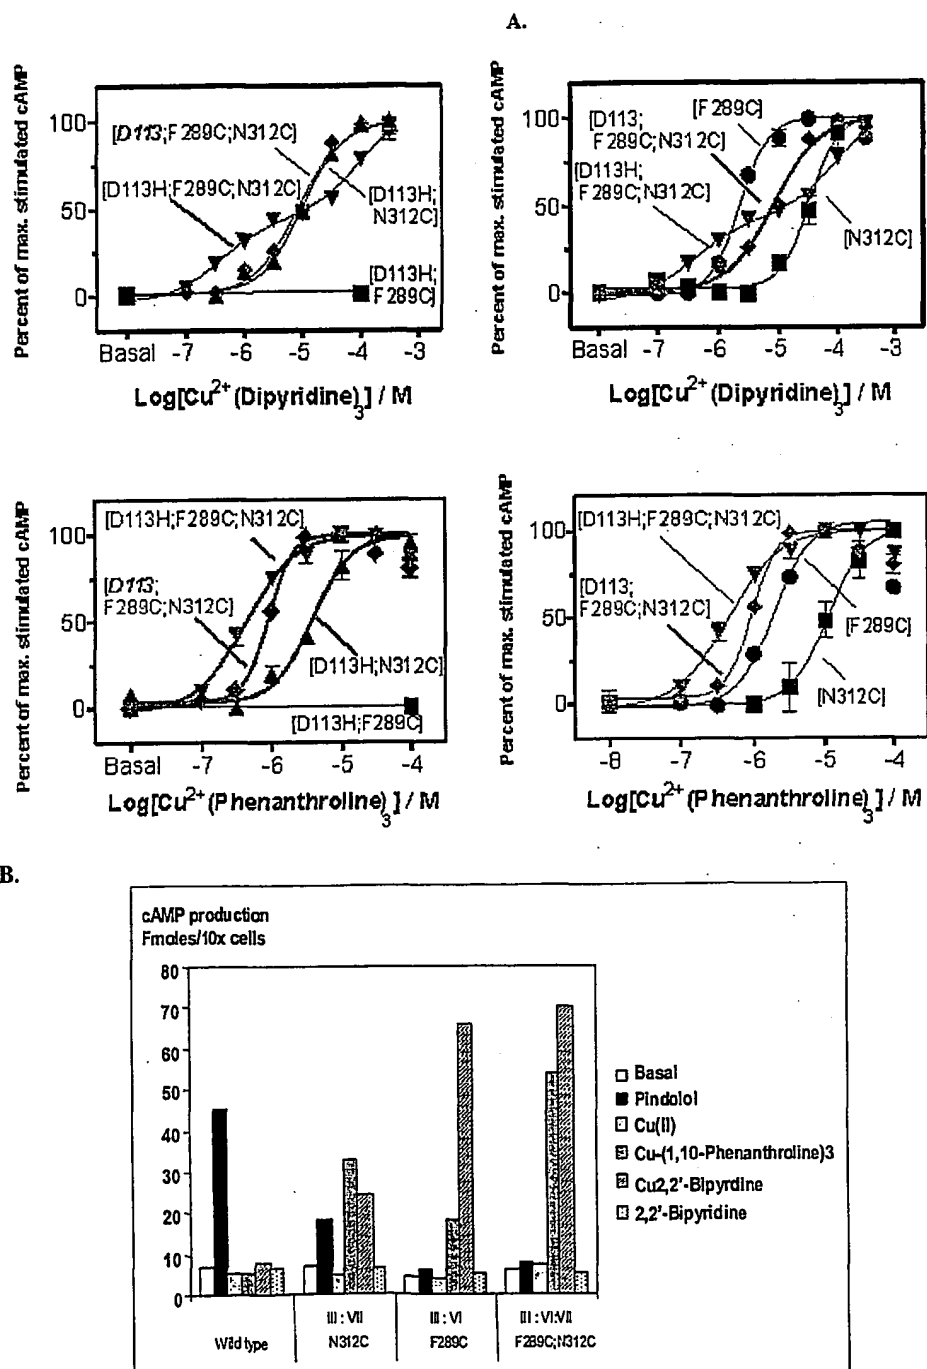 A.
Percent of max. stimulated cAMP
100
50
0
[D113;F289C;N312C]
[D113H;F289C;N312C]
[D113H;
N312C]
[D113H;
F289C]
Basal -7 -6 -5 -4 -3
Log[Cu2+(Dipyridine)3] / M
Percent of max. stimulated cAMP
100
50
0
[D113;
F289C;N312C]
[F289C]
[D113H;
F289C;N312C]
[N312C]
Basal -7 -6 -5 -4 -3
Log[Cu2+(Dipyridine)3] / M
Percent of max. stimulated cAMP
100
50
0
[D113H;F289C;N312C]
[D113;
F289C;N312C]
[D113H;N312C]
[D113H;F289C]
Basal -7 -6 -5 -4
Log[Cu2+(Phenanthroline)3] / M
Percent of max. stimulated cAMP
100
50
0
[D113H;F289C;N312C]
[D113;
F289C;N312C]
[F289C]
[N312C]
-8 -7 -6 -5 -4
Log[Cu2+(Phenanthroline)3] / M
B.
cAMP production
Fmoles/10x cells
80
70
60
50
40
30
20
10
0
Wild type
III : VII
N312C
III : VI
F289C
III : VI:VII
F289C;N312C
Basal
Pindolol
Cu(II)
Cu-(1,10-Phenanthroline)3
Cu2,2'-Bipyrdine
2,2'-Bipyridine